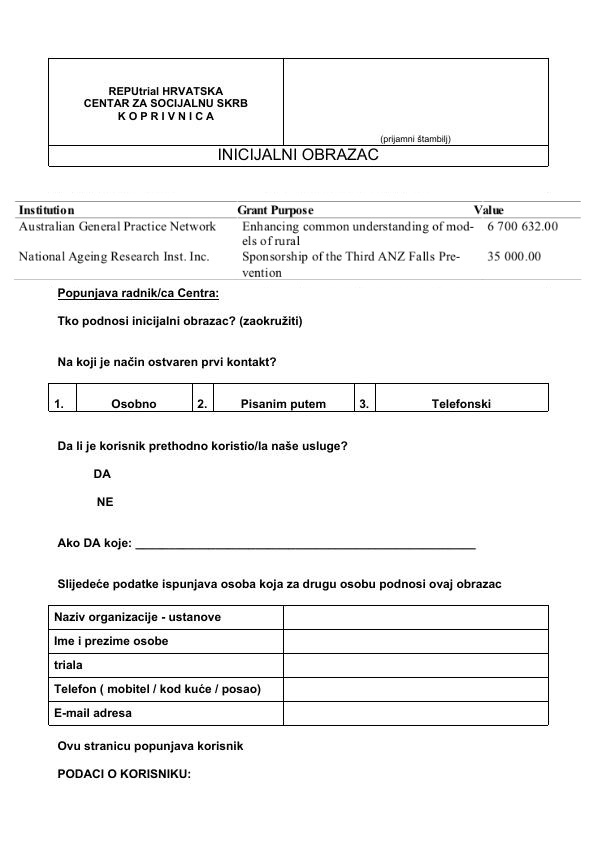 REPUtrial HRVATSKA
CENTAR ZA SOCIJALNU SKRB
K O P R I V N I C A
(prijamni štambilj)
INICIJALNI OBRAZAC
Institution Grant Purpose Value
Australian General Practice Network Enhancing common understanding of mod- 6 700 632.00
els of rural
National Ageing Research Inst. Inc. Sponsorship of the Third ANZ Falls Pre- 35 000.00
vention
Popunjava radnik/ca Centra:
Tko podnosi inicijalni obrazac? (zaokružiti)
Na koji je način ostvaren prvi kontakt?
1. Osobno 2. Pisanim putem 3. Telefonski
Da li je korisnik prethodno koristio/la naše usluge?
DA
NE
Ako DA koje: ____________________________________________________
Slijedeće podatke ispunjava osoba koja za drugu osobu podnosi ovaj obrazac
Naziv organizacije - ustanove
Ime i prezime osobe
triala
Telefon ( mobitel / kod kuće / posao)
E-mail adresa
Ovu stranicu popunjava korisnik
PODACI O KORISNIKU: